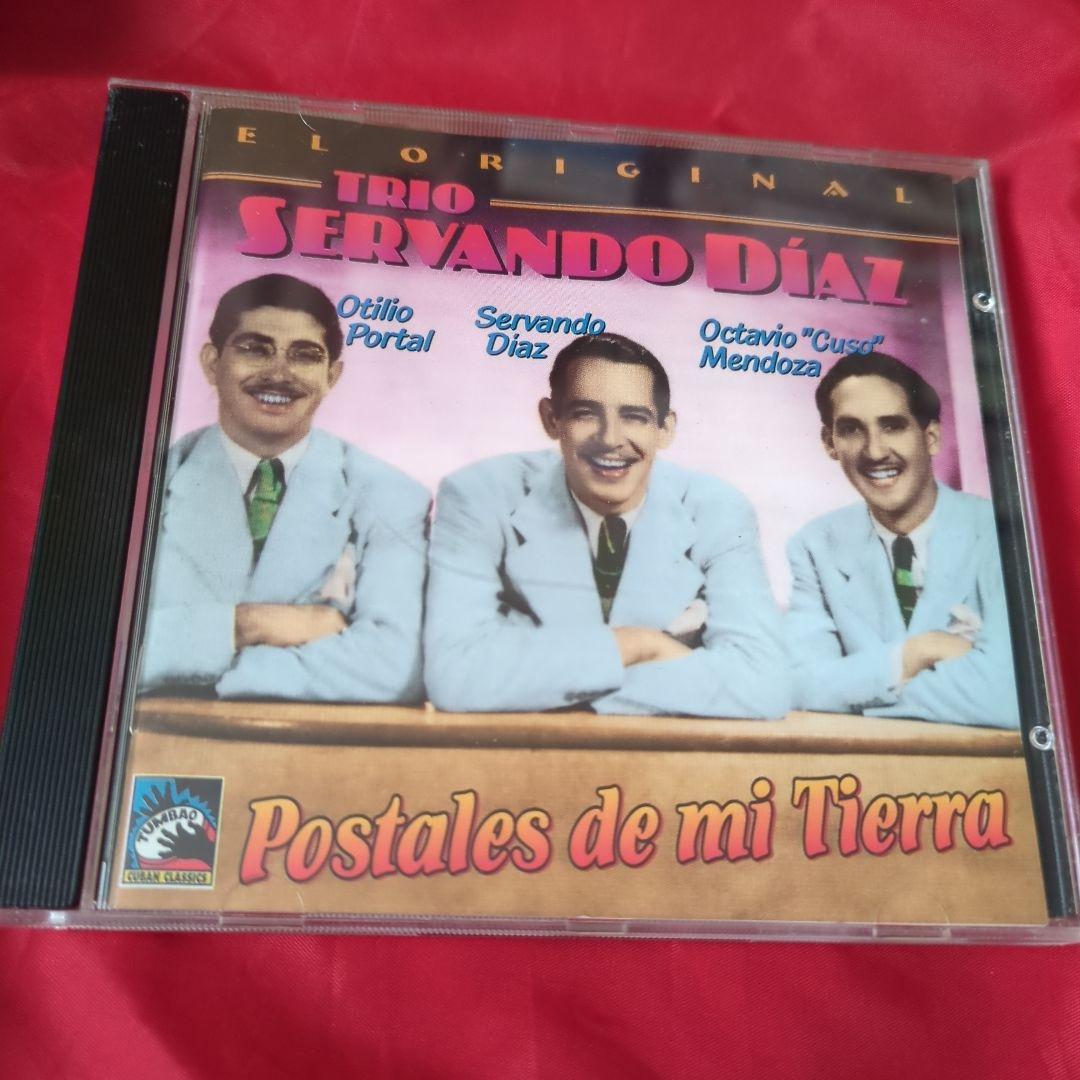 EL ORIGINAL
TRIO
SERVANDO DÍAZ
Otilio
Portal
Servando
Díaz
Octavio "Cuso"
Mendoza
Postales de mi Tierra
TUMBAO
CUBAN CLASSICS